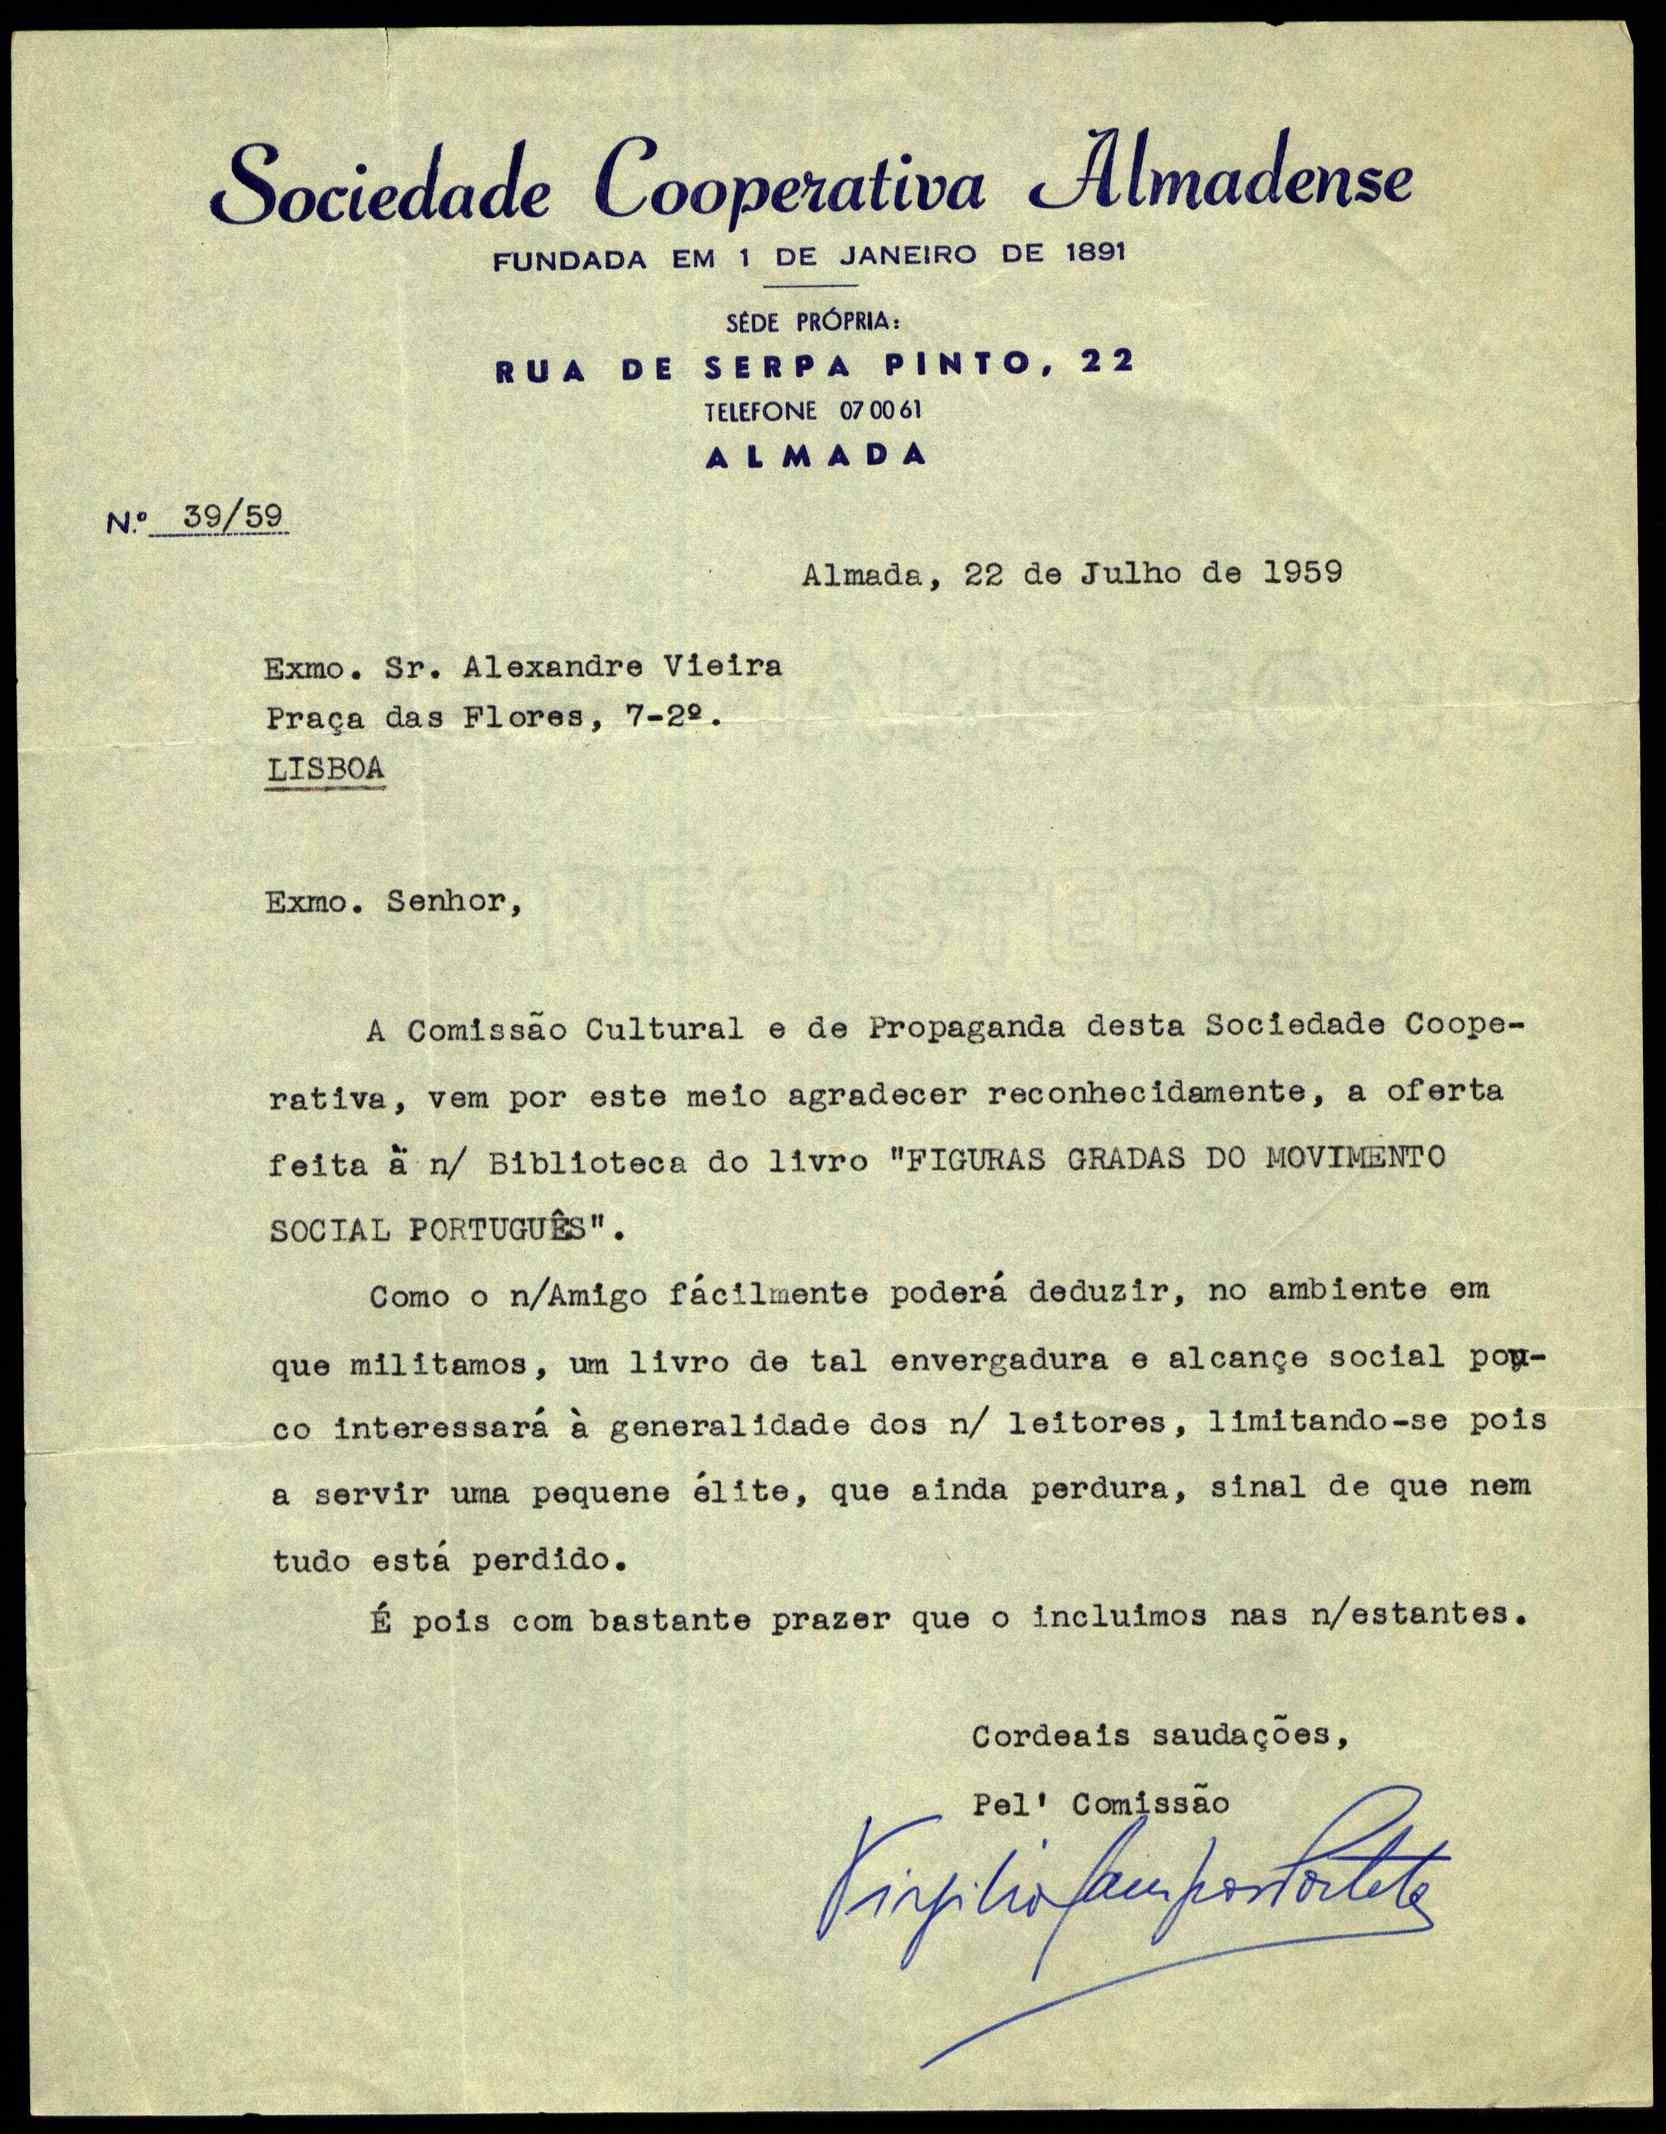 Sociedade Cooperativa Almadense
FUNDADA EM 1 DE JANEIRO DE 1891
SÉDE PRÓPRIA:
RUA DE SERPA PINTO, 22
TELEFONE 07 00 61
ALMADA
N.º 39/59
Almada, 22 de Julho de 1959
Exmo. Sr. Alexandre Vieira
Praça das Flores, 7-2º.
LISBOA
Exmo. Senhor,
A Comissão Cultural e de Propaganda desta Sociedade Coope-
rativa, vem por este meio agradecer reconhecidamente, a oferta
feita à n/ Biblioteca do livro "FIGURAS GRADAS DO MOVIMENTO
SOCIAL PORTUGUÊS".
Como o n/Amigo fácilmente poderá deduzir, no ambiente em
que militamos, um livro de tal envergadura e alcançe social pou-
co interessará à generalidade dos n/ leitores, limitando-se pois
a servir uma pequene élite, que ainda perdura, sinal de que nem
tudo está perdido.
É pois com bastante prazer que o incluimos nas n/estantes.
Cordeais saudações,
Pel' Comissão
Virgilio